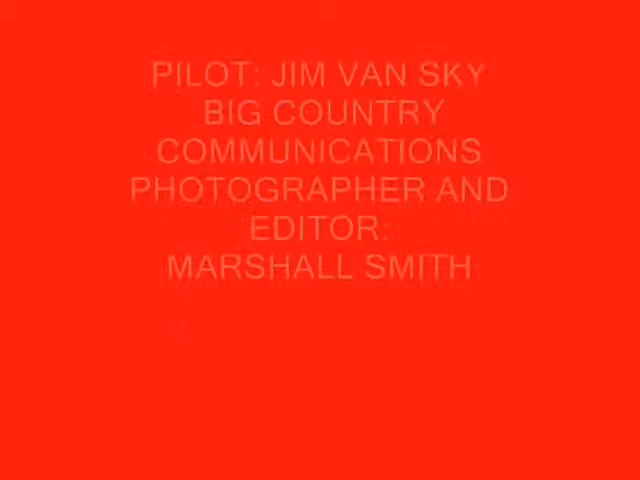 PILOT: JIM VAN SKY
BIG COUNTRY
COMMUNICATIONS
PHOTOGRAPHER AND
EDITOR:
MARSHALL SMITH